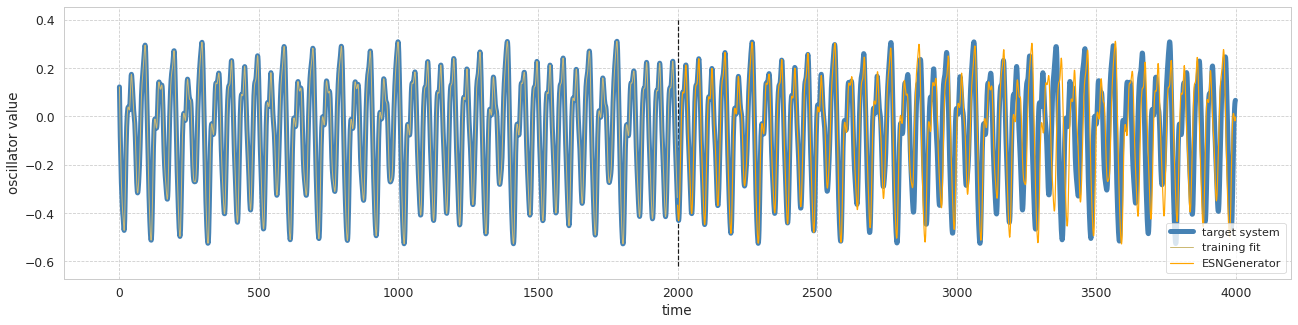 0.4
0.2
0.0
−0.2
−0.4
−0.6
oscillator value
0 500 1000 1500 2000 2500 3000 3500 4000
time
target system
training fit
ESNGenerator